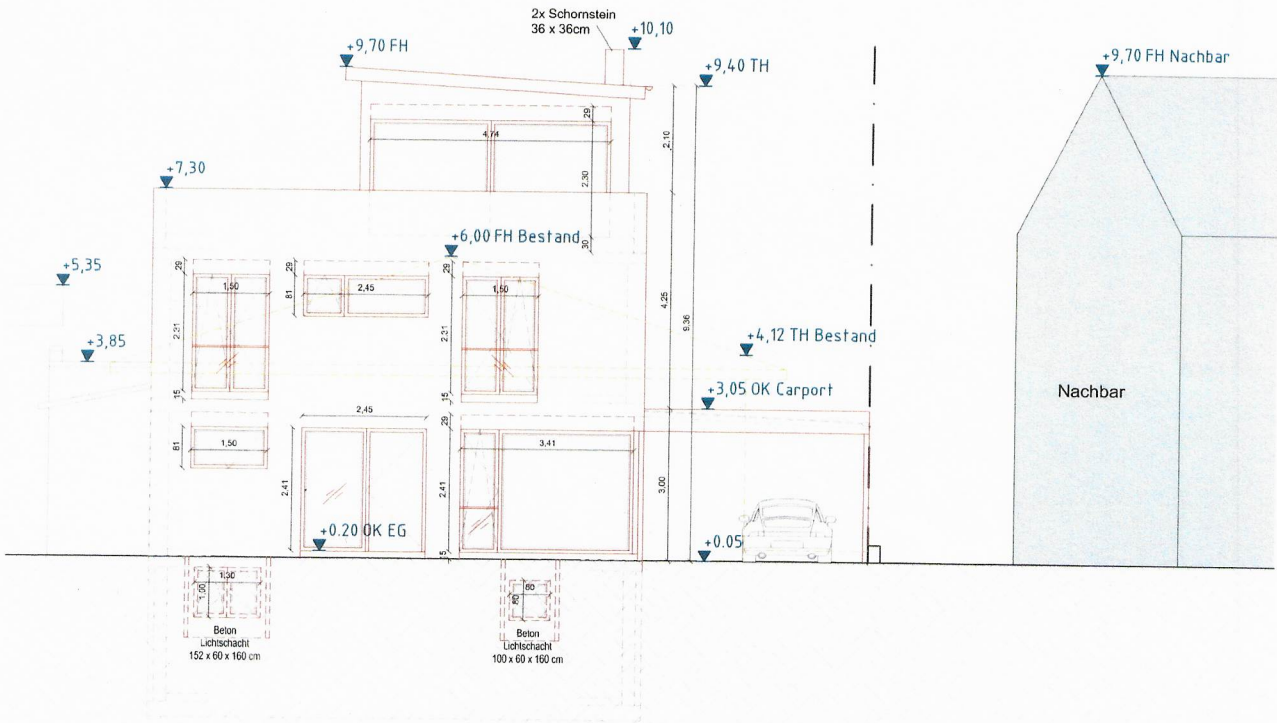 2x Schornstein
36 x 36cm
+10,10
+9,70 FH
+9,40 TH
+9,70 FH Nachbar
29
4,74
2,10
2,30
+7,30
+6,00 FH Bestand
30
+5,35
29
1,50
29
2,45
81
29
1,50
4,25
9,36
2,21
2,21
+4,12 TH Bestand
+3,85
15
15
+3,05 OK Carport
Nachbar
2,45
29
81
1,50
3,41
2,41
2,41
3,00
+0.20 OK EG
+0.05
15
1,30
1,00
60
60
Beton
Lichtschacht
152 x 60 x 160 cm
Beton
Lichtschacht
100 x 60 x 160 cm